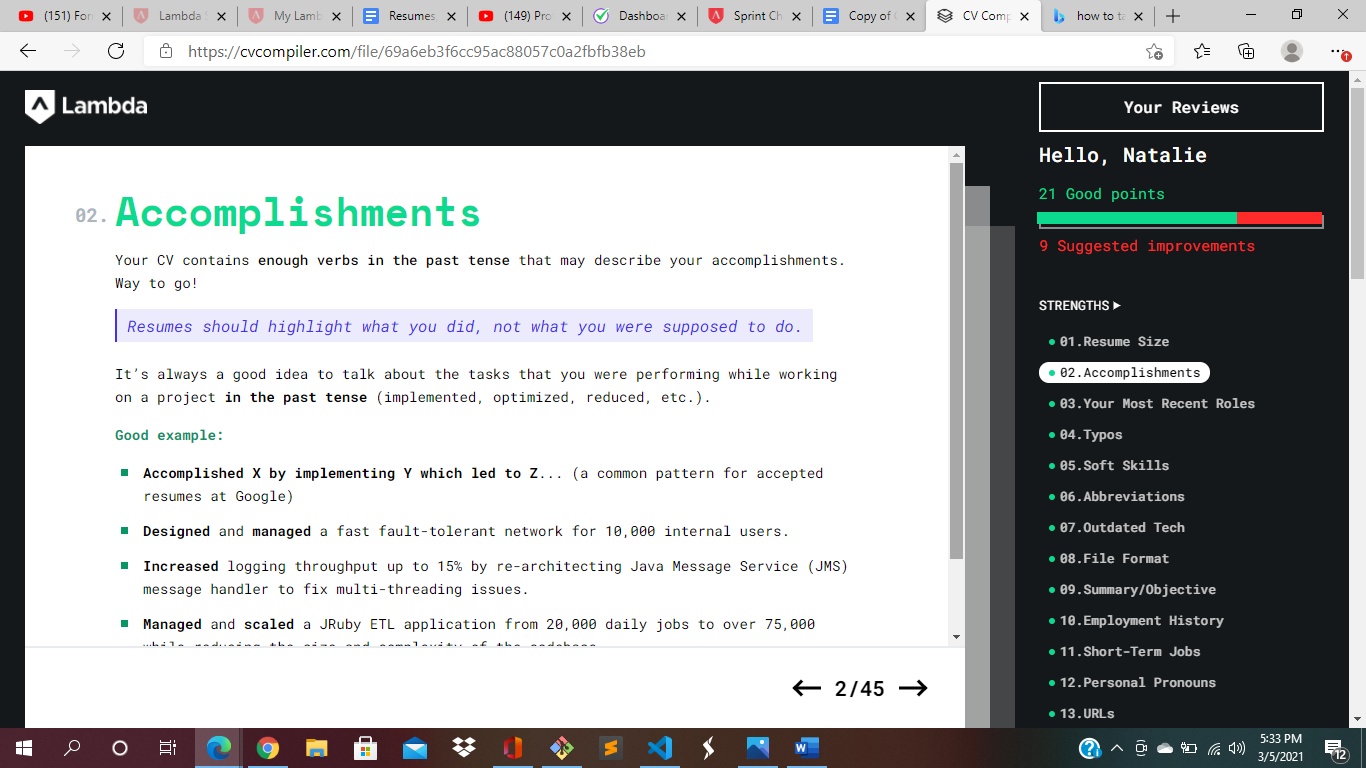 (151) For
Lambda
My Lamb
Resumes,
(149) Pro
Dashboar
Sprint Ch
Copy of
CV Comp
how to ta
https://cvcompiler.com/file/69a6eb3f6cc95ac88057c0a2fbfb38eb
Lambda
02. Accomplishments
Your CV contains enough verbs in the past tense that may describe your accomplishments.
Way to go!
Resumes should highlight what you did, not what you were supposed to do.
It's always a good idea to talk about the tasks that you were performing while working
on a project in the past tense (implemented, optimized, reduced, etc.).
Good example:
Accomplished X by implementing Y which led to Z... (a common pattern for accepted
resumes at Google)
Designed and managed a fast fault-tolerant network for 10,000 internal users.
Increased logging throughput up to 15% by re-architecting Java Message Service (JMS)
message handler to fix multi-threading issues.
Managed and scaled a JRuby ETL application from 20,000 daily jobs to over 75,000
while reducing the size and complexity of the codebase.
2/45
Your Reviews
Hello, Natalie
21 Good points
9 Suggested improvements
STRENGTHS
01.Resume Size
02.Accomplishments
03.Your Most Recent Roles
04.Typos
05.Soft Skills
06.Abbreviations
07.Outdated Tech
08.File Format
09.Summary/Objective
10.Employment History
11.Short-Term Jobs
12.Personal Pronouns
13.URLs
5:33 PM
3/5/2021
12